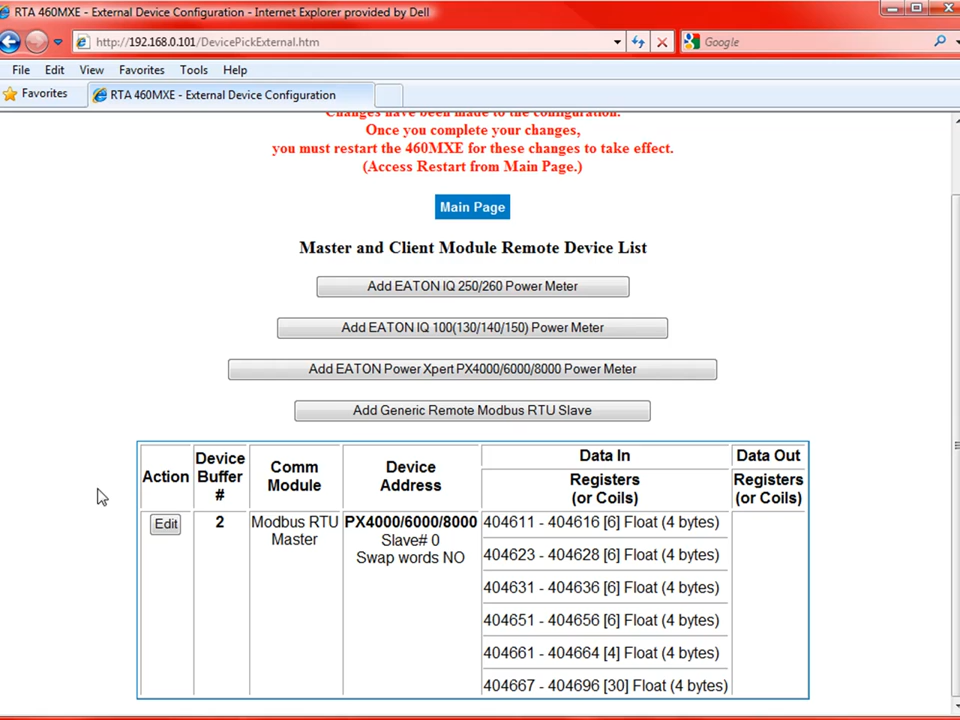 RTA 460MXE - External Device Configuration - Internet Explorer provided by Dell
http://192.168.0.101/DevicePickExternal.htm
Google
File Edit View Favorites Tools Help
Favorites
RTA 460MXE - External Device Configuration
Changes have been made to the configuration.
Once you complete your changes,
you must restart the 460MXE for these changes to take effect.
(Access Restart from Main Page.)
Main Page
Master and Client Module Remote Device List
Add EATON IQ 250/260 Power Meter
Add EATON IQ 100(130/140/150) Power Meter
Add EATON Power Xpert PX4000/6000/8000 Power Meter
Add Generic Remote Modbus RTU Slave
Action
Device
Buffer
#
Comm
Module
Device
Address
Data In
Registers
(or Coils)
Data Out
Registers
(or Coils)
Edit
2
Modbus RTU
Master
PX4000/6000/8000
Slave# 0
Swap words NO
404611 - 404616 [6] Float (4 bytes)
404623 - 404628 [6] Float (4 bytes)
404631 - 404636 [6] Float (4 bytes)
404651 - 404656 [6] Float (4 bytes)
404661 - 404664 [4] Float (4 bytes)
404667 - 404696 [30] Float (4 bytes)